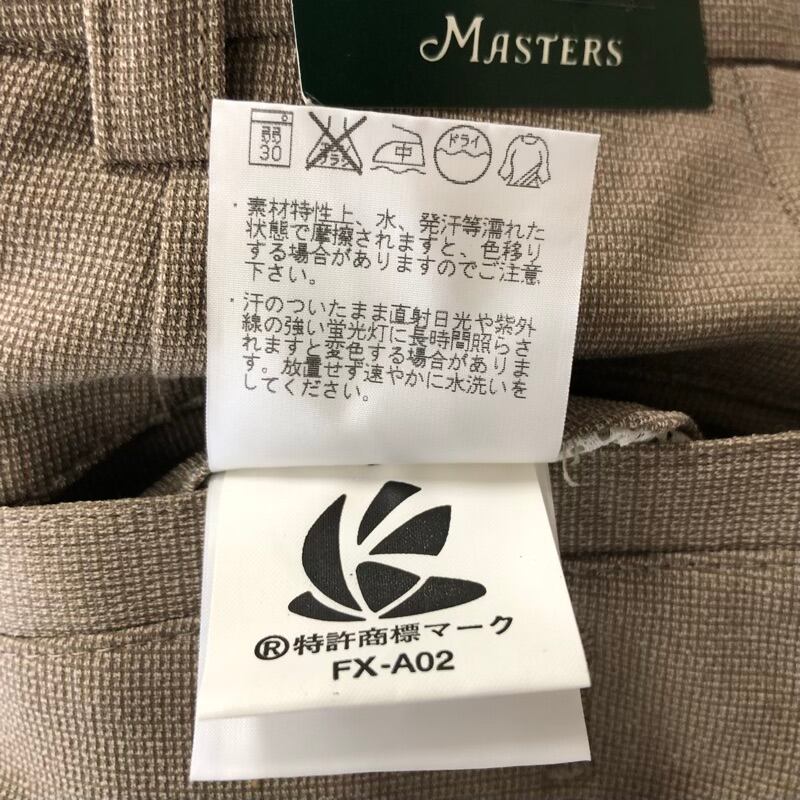 MASTERS
弱
30
エンソ
サラシ
中
ドライ
・素材特性上、水、発汗等濡れた
状態で摩擦されますと、色移り
する場合がありますのでご注意
下さい。
・汗のついたまま直射日光や紫外
線の強い蛍光灯に長時間照らさ
れますと変色する場合がありま
す。放置せず速やかに水洗いを
してください。
®特許商標マーク
FX-A02